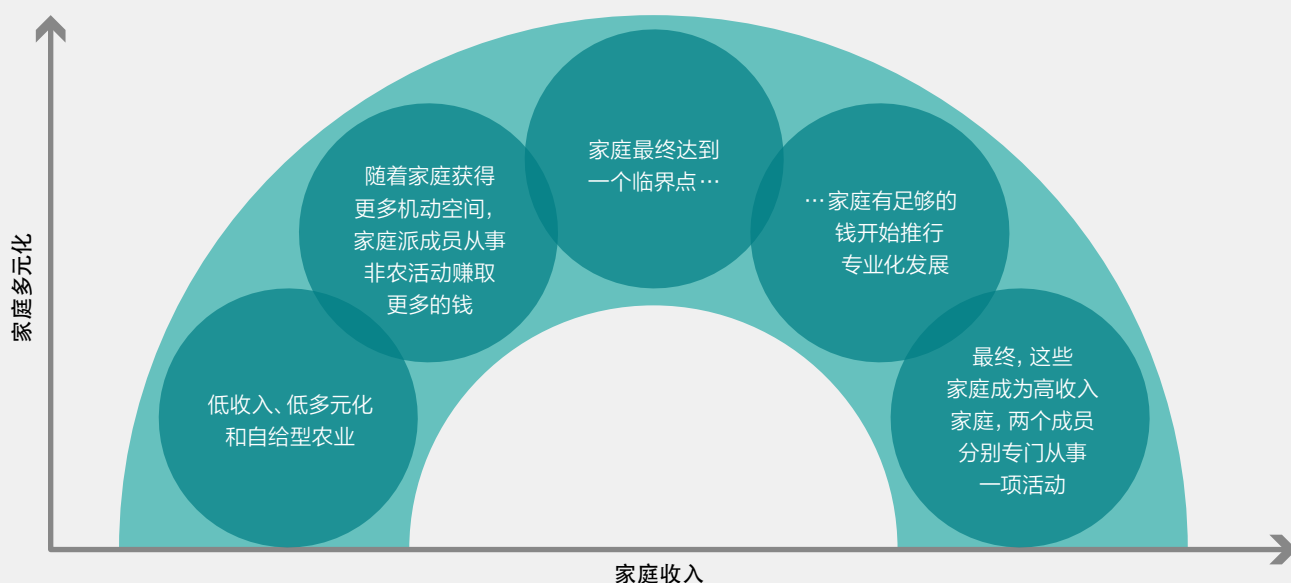 家庭多元化
低收入、低多元化
和自给型农业
随着家庭获得
更多机动空间，
家庭派成员从事
非农活动赚取
更多的钱
家庭最终达到
一个临界点…
…家庭有足够的
钱开始推行
专业化发展
最终，这些
家庭成为高收入
家庭，两个成员
分别专门从事
一项活动
家庭收入